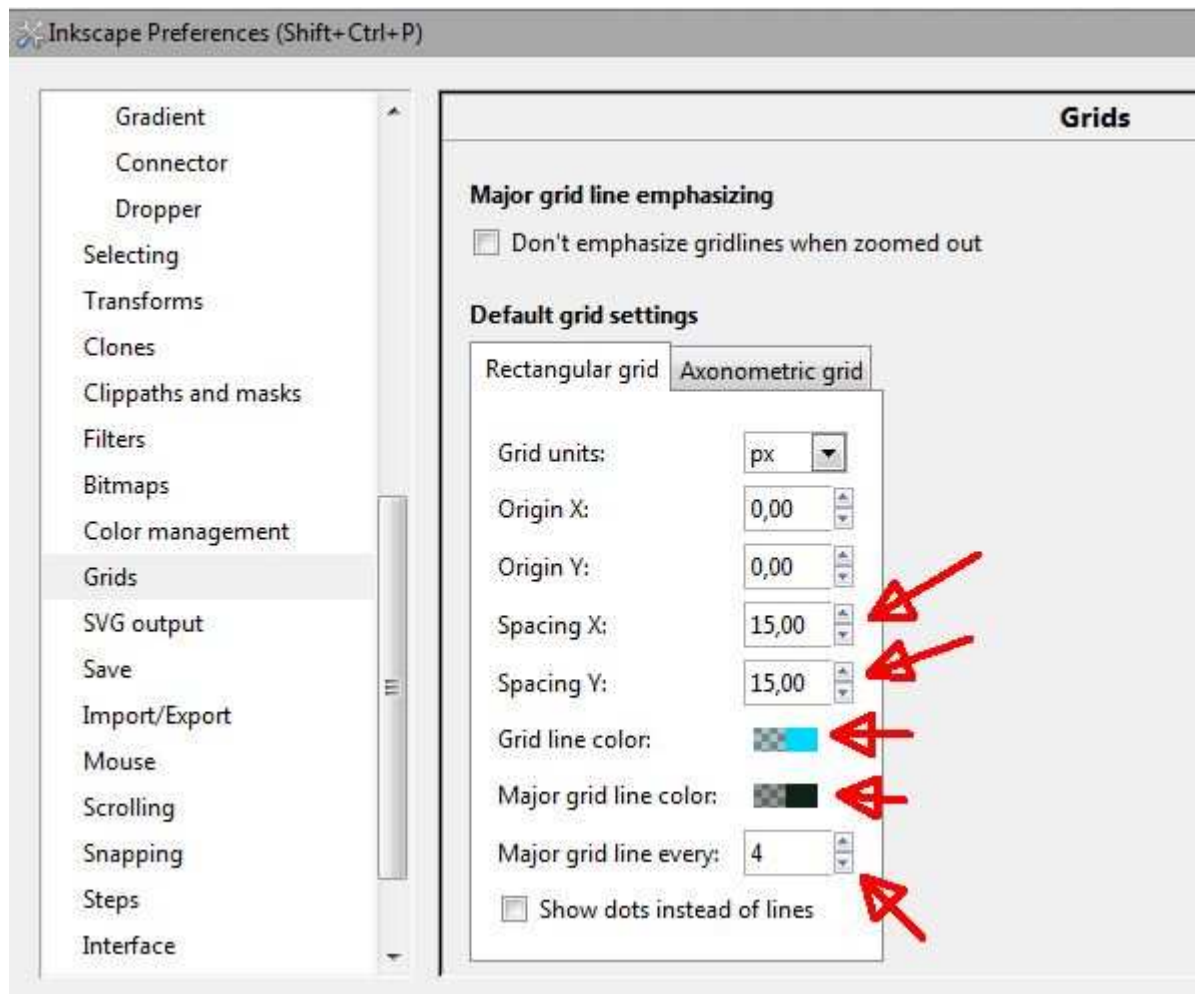 Inkscape Preferences (Shift+Ctrl+P)
Gradient
Connector
Dropper
Selecting
Transforms
Clones
Clippaths and masks
Filters
Bitmaps
Color management
Grids
SVG output
Save
Import/Export
Mouse
Scrolling
Snapping
Steps
Interface
Grids
Major grid line emphasizing
Don't emphasize gridlines when zoomed out
Default grid settings
Rectangular grid Axonometric grid
Grid units: px
Origin X: 0,00
Origin Y: 0,00
Spacing X: 15,00
Spacing Y: 15,00
Grid line color:
Major grid line color:
Major grid line every: 4
Show dots instead of lines